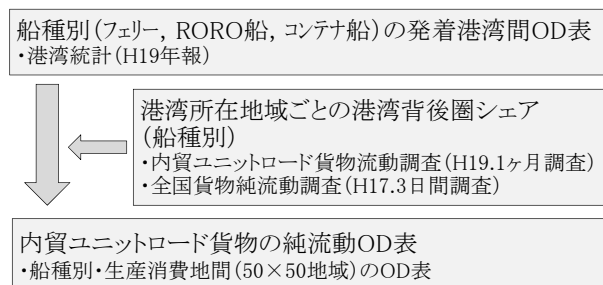 船種別(フェリー, RORO船, コンテナ船)の発着港湾間OD表
・港湾統計(H19年報)
港湾所在地域ごとの港湾背後圏シェア
(船種別)
・内貿ユニットロード貨物流動調査(H19.1ヶ月調査)
・全国貨物純流動調査(H17.3日間調査)
内貿ユニットロード貨物の純流動OD表
・船種別・生産消費地間(50×50地域)のOD表